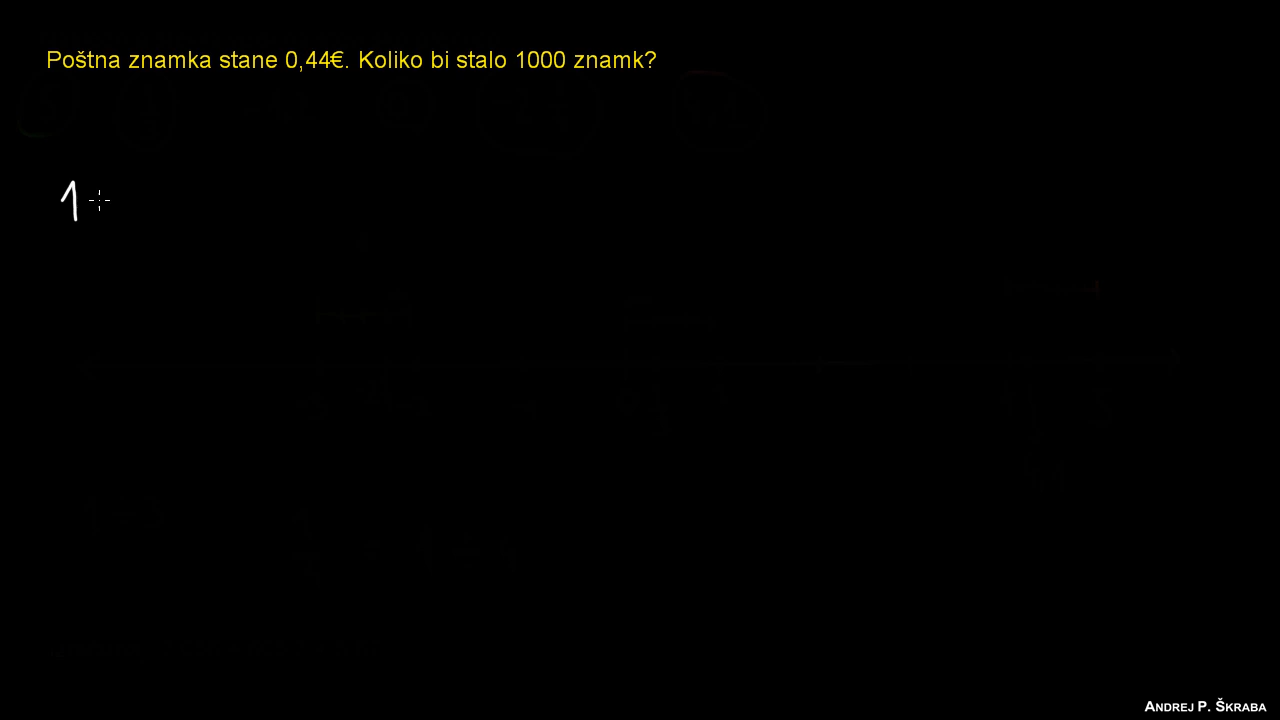 Poštna znamka stane 0,44€. Koliko bi stalo 1000 znamk?
1
ANDREJ P. ŠKRABA